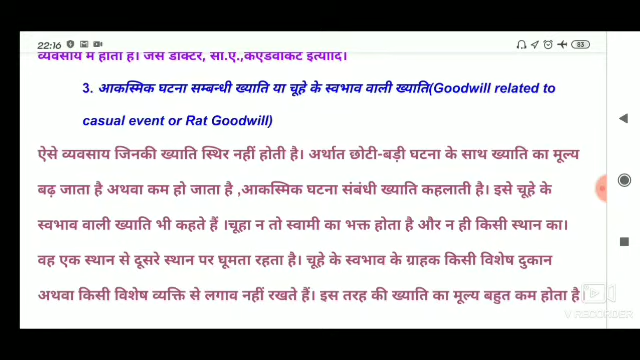 22:16
83
व्यवसाय में होता है। जैसे डॉक्टर, सी.ए.,कएडवोकेट इत्यादि।
3. आकस्मिक घटना सम्बन्धी ख्याति या चूहे के स्वभाव वाली ख्याति(Goodwill related to
casual event or Rat Goodwill)
ऐसे व्यवसाय जिनकी ख्याति स्थिर नहीं होती है। अर्थात छोटी-बड़ी घटना के साथ ख्याति का मूल्य
बढ़ जाता है अथवा कम हो जाता है ,आकस्मिक घटना संबंधी ख्याति कहलाती है। इसे चूहे के
स्वभाव वाली ख्याति भी कहते हैं ।चूहा न तो स्वामी का भक्त होता है और न ही किसी स्थान का।
वह एक स्थान से दूसरे स्थान पर घूमता रहता है। चूहे के स्वभाव के ग्राहक किसी विशेष दुकान
अथवा किसी विशेष व्यक्ति से लगाव नहीं रखते हैं। इस तरह की ख्याति का मूल्य बहुत कम होता है।
V RECORDER